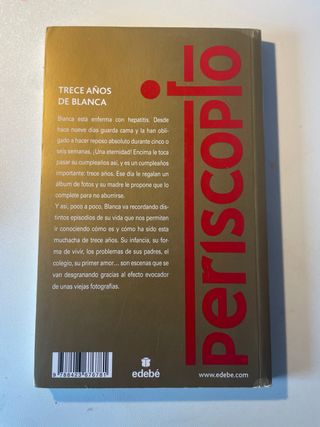 TRECE AÑOS
DE BLANCA
Blanca esta enferma con hepatitis. Desde
hace nueve días guarda cama y la han obli-
gado a hacer reposo absoluto durante cinco o
seis semanas. ¡Una eternidad! Encima le toca
pasar su cumpleaños así, y es un cumpleaños
importante: trece años. Ese día le regalan un
álbum de fotos y su madre le propone que lo
complete para no aburrirse.
Y así, poco a poco, Blanca va recordando dis-
tintos episodios de su vida que nos permiten
ir conociendo cómo es y cómo ha sido esta
muchacha de trece años. Su infancia, su for-
ma de vivir, los problemas de sus padres, el
colegio, su primer amor... son escenas que se
van desgranando gracias al efecto evocador
de unas viejas fotografías.
periscopio
9 788423 676781
edebé
www.edebe.com